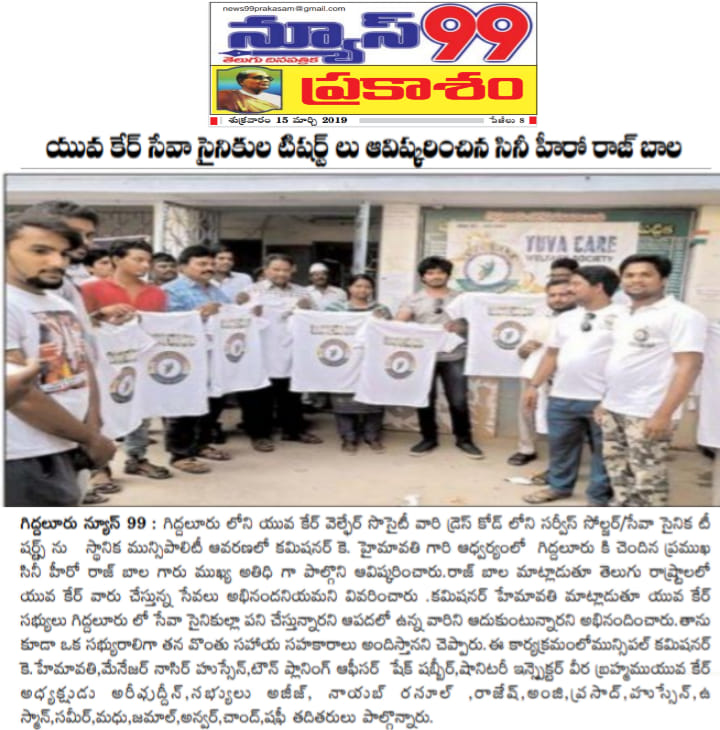 news99prakasam@gmail.com
న్యూస్ 99
తెలుగు దినపత్రిక
ప్రకాశం
శుక్రవారం 15 మార్చి 2019
పేజీలు 8
యువ కేర్ సేవా సైనికుల టీషర్ట్ లు ఆవిష్కరించిన సినీ హీరో రాజ్ బాల
YUVA CARE
WELFARE SOCIETY
గిద్దలూరు న్యూస్ 99 : గిద్దలూరు లోని యువ కేర్ వెల్ఫేర్ సొసైటీ వారి డ్రెస్ కోడ్ లోని సర్వీస్ సోల్జర్/సేవా సైనిక టీ
షర్ట్స్ ను స్థానిక మున్సిపాలిటీ ఆవరణలో కమిషనర్ కె. హైమావతి గారి ఆధ్వర్యంలో గిద్దలూరు కి చెందిన ప్రముఖ
సినీ హీరో రాజ్ బాల గారు ముఖ్య అతిధి గా పాల్గొని ఆవిష్కరించారు.రాజ్ బాల మాట్లాడుతూ తెలుగు రాష్ట్రాలలో
యువ కేర్ వారు చేస్తున్న సేవలు అభినందనియమని వివరించారు .కమిషనర్ హేమావతి మాట్లాడుతూ యువ కేర్
సభ్యులు గిద్దలూరు లో సేవా సైనికుల్లా పని చేస్తున్నారని ఆపదలో ఉన్న వారిని ఆదుకుంటున్నారని అభినందించారు.తాను
కూడా ఒక సభ్యురాలిగా తన వొంతు సహాయ సహకారాలు అందిస్తానని చెప్పారు.ఈ కార్యక్రమంలోమున్సిపల్ కమిషనర్
కె.హేమావతి,మేనేజర్ నాసిర్ హుస్సేన్,టౌన్ ప్లానింగ్ ఆఫీసర్ షేక్ షబ్బీర్,షానిటరీ ఇన్స్పెక్టర్ వీర బ్రహ్మముయువ కేర్
అధ్యక్షుడు అరీఫుద్దీన్,నభ్యులు అజీజ్, నాయబ్ రసూల్ ,రాజేష్,అంజి,ప్రసాద్,హుస్సేన్,ఉ
స్మాన్,సమీర్,మధు,జమాల్,అన్వర్,చాంద్,షఫీ తదితరులు పాల్గొన్నారు.